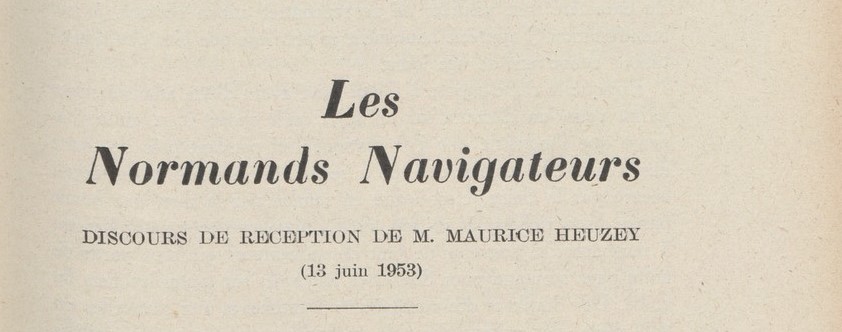 Les
Normands Navigateurs
DISCOURS DE RECEPTION DE M. MAURICE HEUZEY
(13 juin 1953)